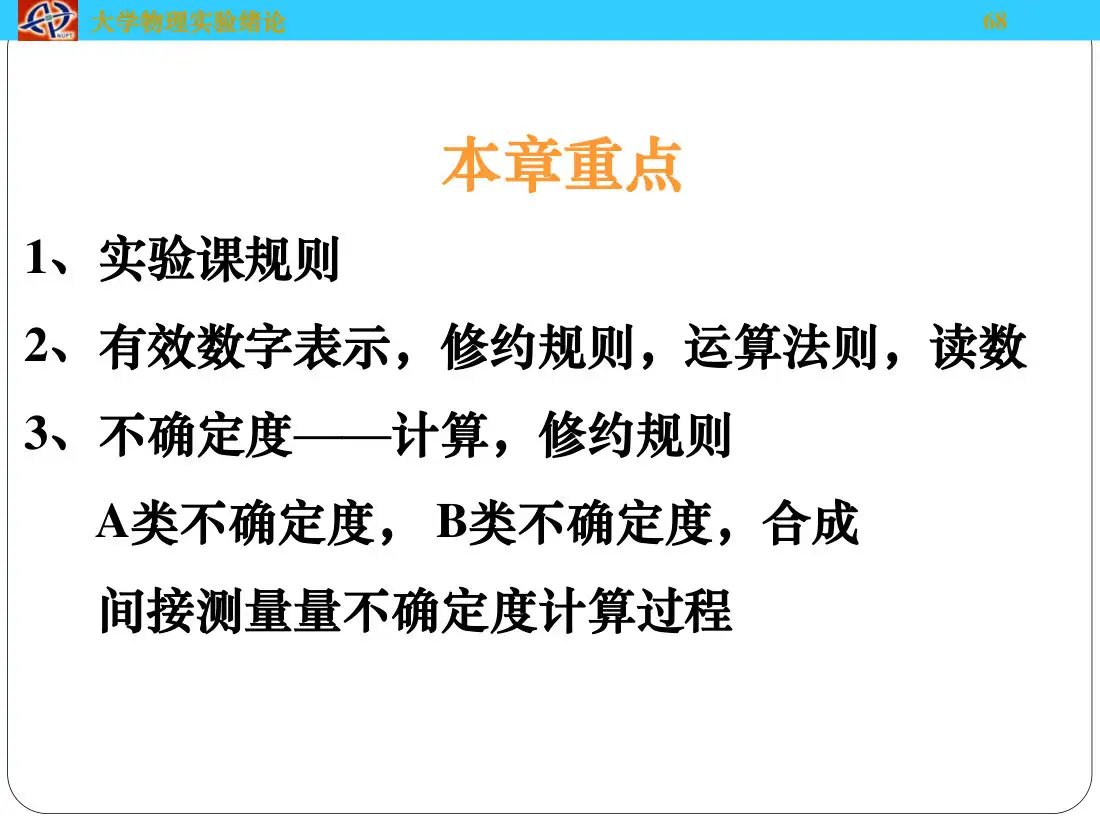 大学物理实验绪论 68
NUPT
本章重点
1、实验课规则
2、有效数字表示，修约规则，运算法则，读数
3、不确定度——计算，修约规则
A类不确定度， B类不确定度，合成
间接测量量不确定度计算过程